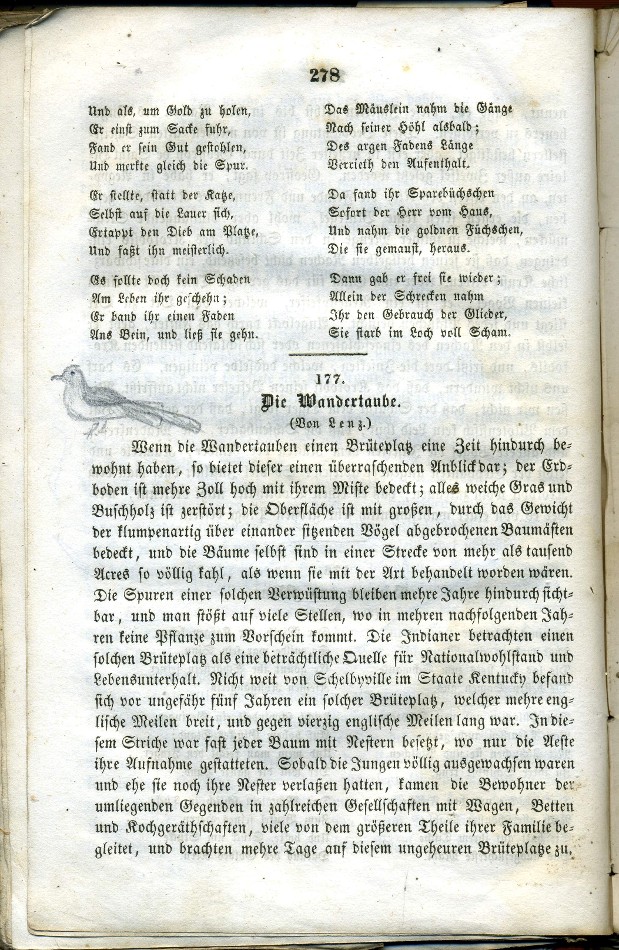 278
Und als, um Gold zu holen,
Er einst zum Sacke fuhr,
Fand er sein Gut gestohlen,
Und merkte gleich die Spur.
Er stellte, statt der Katze,
Selbst auf die Lauer sich,
Ertappt den Dieb am Platze,
Und faßt ihn meisterlich.
Es sollte doch kein Schaden
Am Leben ihr geschehn;
Er band ihr einen Faden
Ans Bein, und ließ sie gehn.
Das Mäuslein nahm die Gänge
Nach seiner Höhl alsbald;
Des argen Fadens Länge
Verrieth den Aufenthalt.
Da fand ihr Sparebüchschen
Sofort der Herr vom Haus,
Und nahm die goldnen Füchschen,
Die sie gemaust, heraus.
Dann gab er frei sie wieder;
Allein der Schrecken nahm
Ihr den Gebrauch der Glieder,
Sie starb im Loch voll Scham.
177.
Die Wandertaube.
(Von Lenz.)
Wenn die Wandertauben einen Brüteplatz eine Zeit hindurch be-
wohnt haben, so bietet dieser einen überraschenden Anblick dar; der Erd-
boden ist mehre Zoll hoch mit ihrem Miste bedeckt; alles weiche Gras und
Buschholz ist zerstört; die Oberfläche ist mit großen, durch das Gewicht
der klumpenartig über einander sitzenden Vögel abgebrochenen Baumästen
bedeckt, und die Bäume selbst sind in einer Strecke von mehr als tausend
Acres so völlig kahl, als wenn sie mit der Axt behandelt worden wären.
Die Spuren einer solchen Verwüstung bleiben mehre Jahre hindurch sicht-
bar, und man stößt auf viele Stellen, wo in mehren nachfolgenden Jah-
ren keine Pflanze zum Vorschein kommt. Die Indianer betrachten einen
solchen Brüteplatz als eine beträchtliche Quelle für Nationalwohlstand und
Lebensunterhalt. Nicht weit von Schelbyville im Staate Kentucky befand
sich vor ungefähr fünf Jahren ein solcher Brüteplatz, welcher mehre eng-
lische Meilen breit, und gegen vierzig englische Meilen lang war. In die-
sem Striche war fast jeder Baum mit Nestern besetzt, wo nur die Aeste
ihre Aufnahme gestatteten. Sobald die Jungen völlig ausgewachsen waren
und ehe sie noch ihre Nester verlaßen hatten, kamen die Bewohner der
umliegenden Gegenden in zahlreichen Gesellschaften mit Wagen, Betten
und Kochgeräthschaften, viele von dem größeren Theile ihrer Familie be-
gleitet, und brachten mehre Tage auf diesem ungeheuren Brüteplatze zu.